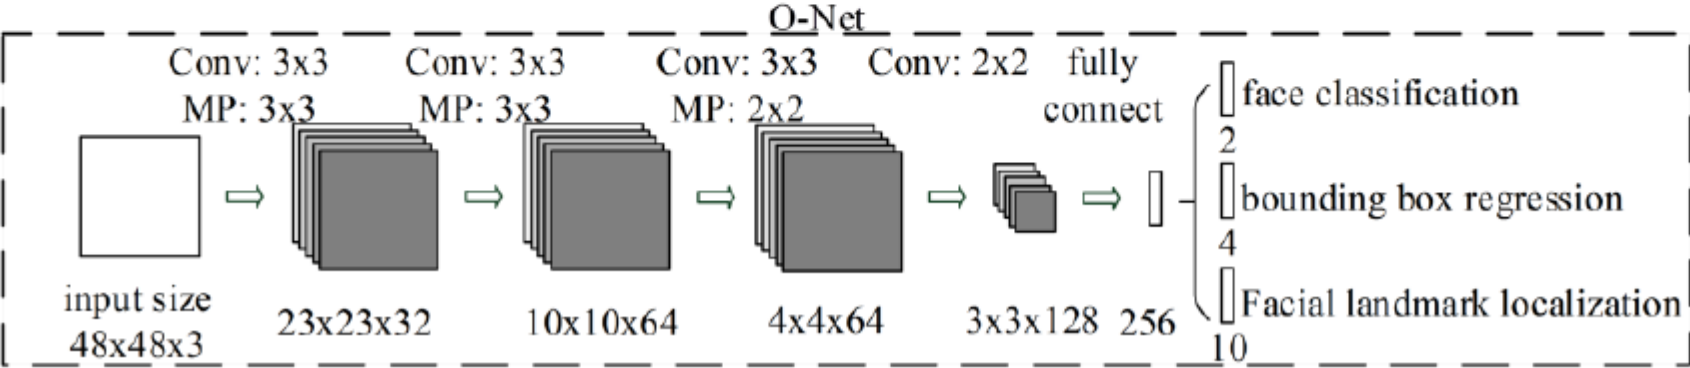 O-Net
Conv: 3x3
MP: 3x3
Conv: 3x3
MP: 3x3
Conv: 3x3
MP: 2x2
Conv: 2x2
fully
connect
input size
48x48x3
23x23x32
10x10x64
4x4x64
3x3x128
256
face classification
2
bounding box regression
4
Facial landmark localization
10